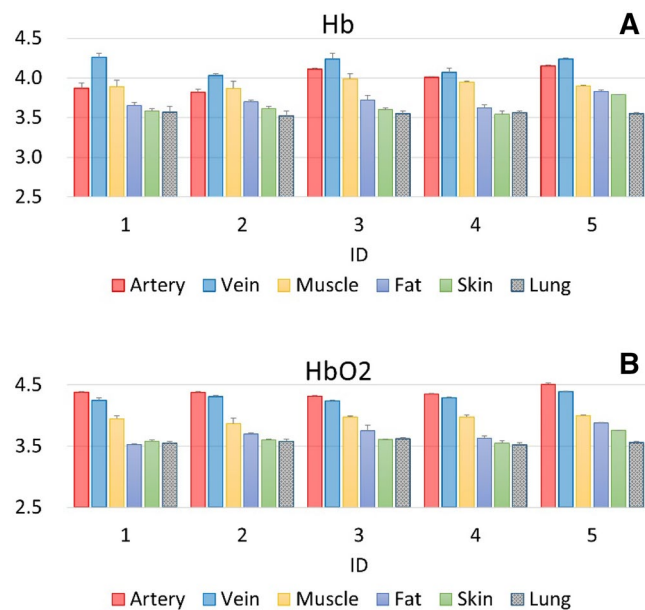 Hb
A
4.5
4.0
3.5
3.0
2.5
1 2 3 4 5
ID
Artery Vein Muscle Fat Skin Lung
HbO2
B
4.5
3.5
2.5
1 2 3 4 5
ID
Artery Vein Muscle Fat Skin Lung